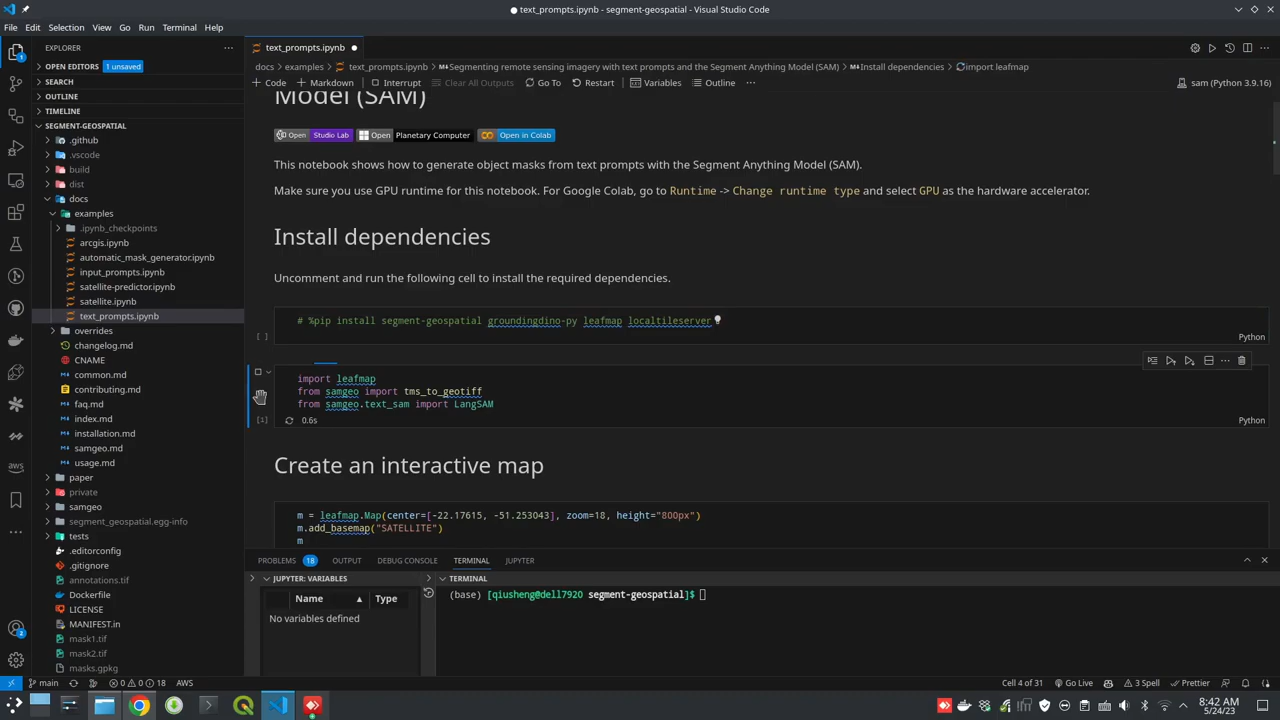 text_prompts.ipynb - segment-geospatial - Visual Studio Code
File Edit Selection View Go Run Terminal Help
EXPLORER
OPEN EDITORS 1 unsaved
SEARCH
OUTLINE
TIMELINE
SEGMENT-GEOSPATIAL
.github
.vscode
build
dist
docs
examples
.ipynb_checkpoints
arcgis.ipynb
automatic_mask_generator.ipynb
input_prompts.ipynb
satellite-predictor.ipynb
satellite.ipynb
text_prompts.ipynb
overrides
changelog.md
CNAME
common.md
contributing.md
faq.md
index.md
installation.md
samgeo.md
usage.md
paper
private
samgeo
segment_geospatial.egg-info
tests
.editorconfig
.gitignore
annotations.tif
Dockerfile
LICENSE
MANIFEST.in
mask1.tif
mask2.tif
masks.gpkg
text_prompts.ipynb
docs > examples > text_prompts.ipynb > Segmenting remote sensing imagery with text prompts and the Segment Anything Model (SAM) > Install dependencies > import leafmap
+ Code + Markdown Interrupt Clear All Outputs Go To Restart Variables Outline ... sam (Python 3.9.16)
Model (SAM)
Open Studio Lab Open Planetary Computer Open in Colab
This notebook shows how to generate object masks from text prompts with the Segment Anything Model (SAM).
Make sure you use GPU runtime for this notebook. For Google Colab, go to Runtime -> Change runtime type and select GPU as the hardware accelerator.
Install dependencies
Uncomment and run the following cell to install the required dependencies.
# %pip install segment-geospatial groundingdino-py leafmap localtileserver
[ ] Python
import leafmap
from samgeo import tms_to_geotiff
from samgeo.text_sam import LangSAM
[1] 0.6s Python
Create an interactive map
m = leafmap.Map(center=[-22.17615, -51.253043], zoom=18, height="800px")
m.add_basemap("SATELLITE")
m
PROBLEMS 18 OUTPUT DEBUG CONSOLE TERMINAL JUPYTER
JUPYTER: VARIABLES
Name Type
No variables defined
TERMINAL
(base) [qiusheng@dell7920 segment-geospatial]$
aws
1
2
main 0 0 18 AWS
Cell 4 of 31 Go Live 3 Spell Prettier
8:42 AM
5/24/23